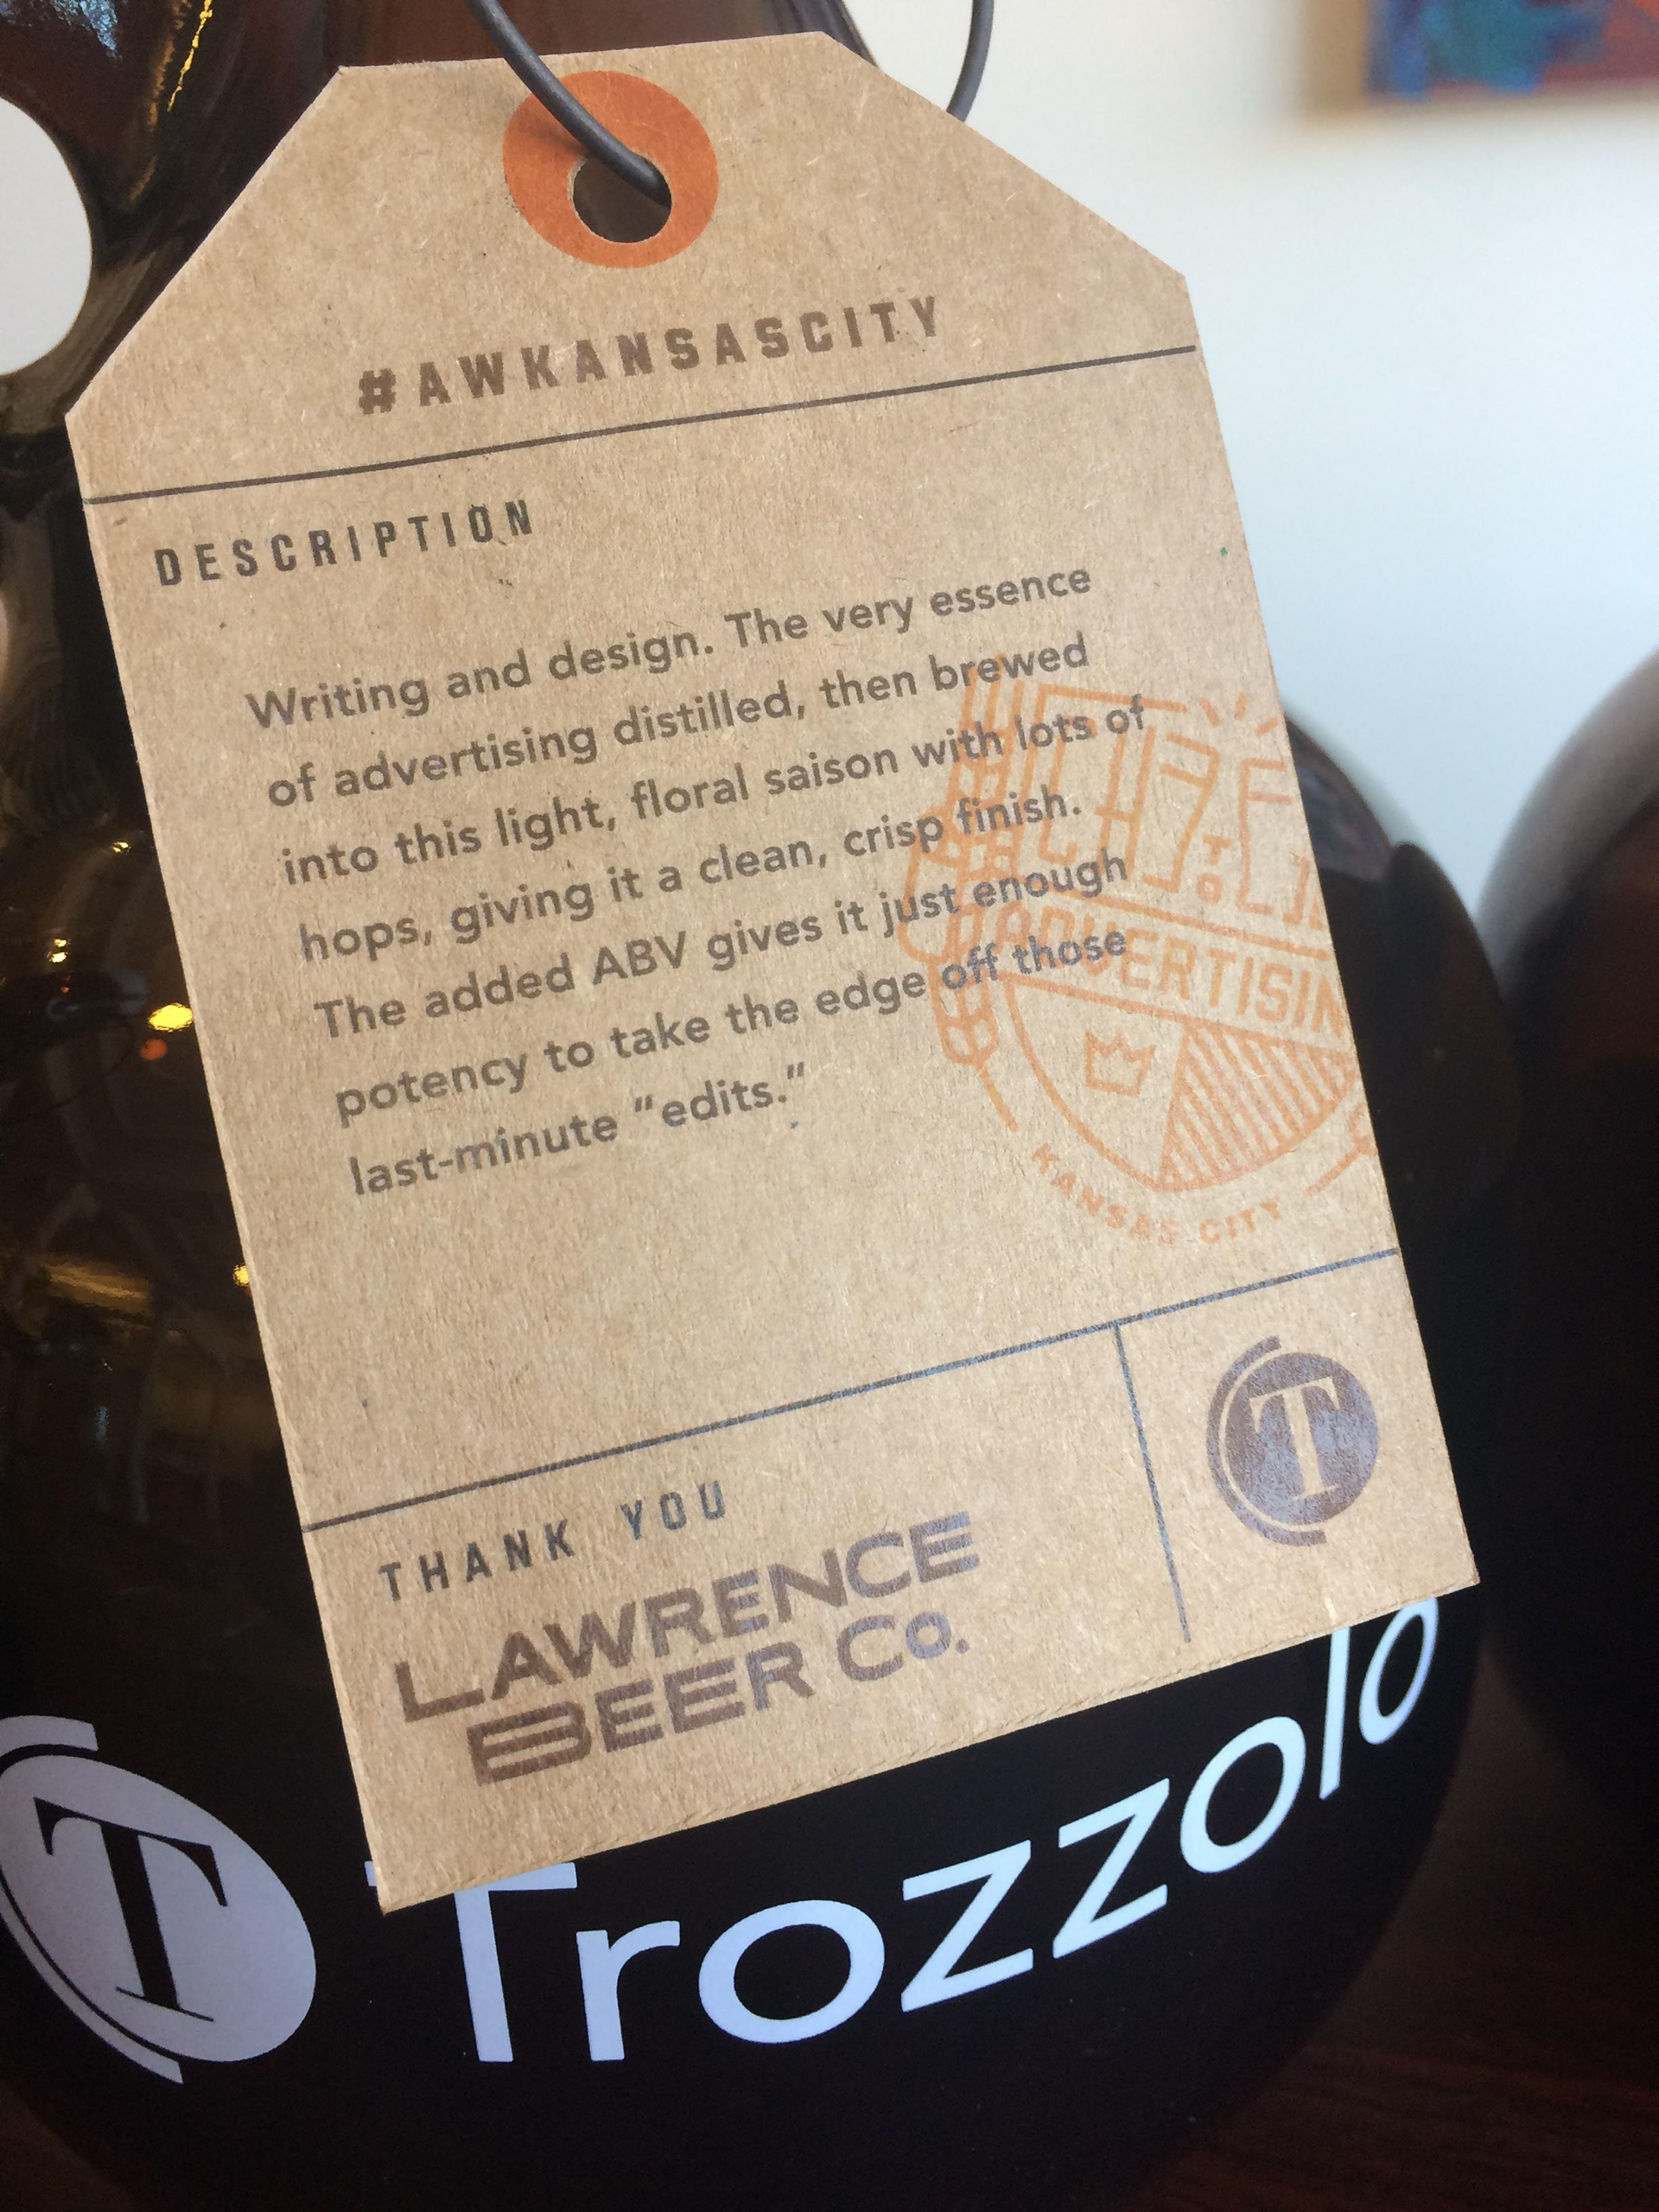 #AWKANSASCITY
DESCRIPTION
Writing and design. The very essence
of advertising distilled, then brewed
into this light, floral saison with lots of
hops, giving it a clean, crisp finish.
The added ABV gives it just enough
potency to take the edge off those
last-minute "edits."
KANSAS CITY
THANK YOU
LAWRENCE
BEER Co.
T
T Trozzolo